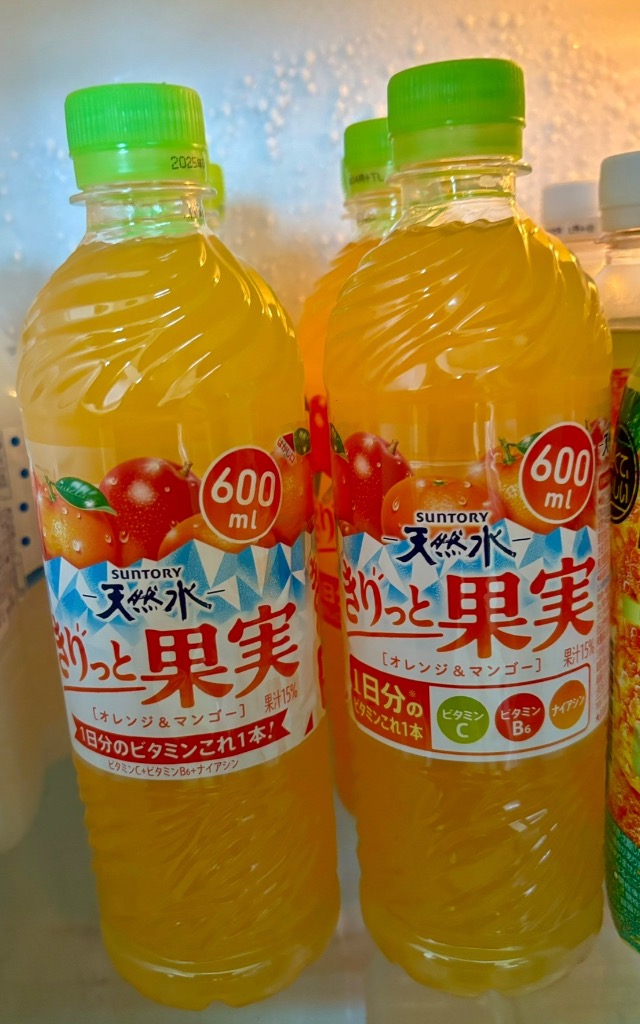 2025
600
ml
SUNTORY
天然水
きりっと果実
[オレンジ&マンゴー]
果汁15%
1日分のビタミンこれ1本!
ビタミンC+ビタミンB6+ナイアシン
600
ml
SUNTORY
天然水
きりっと果実
[オレンジ&マンゴー]
果汁15%
1日分の※
ビタミンこれ1本
ビタミン
C
ビタミン
B6
ナイアシン